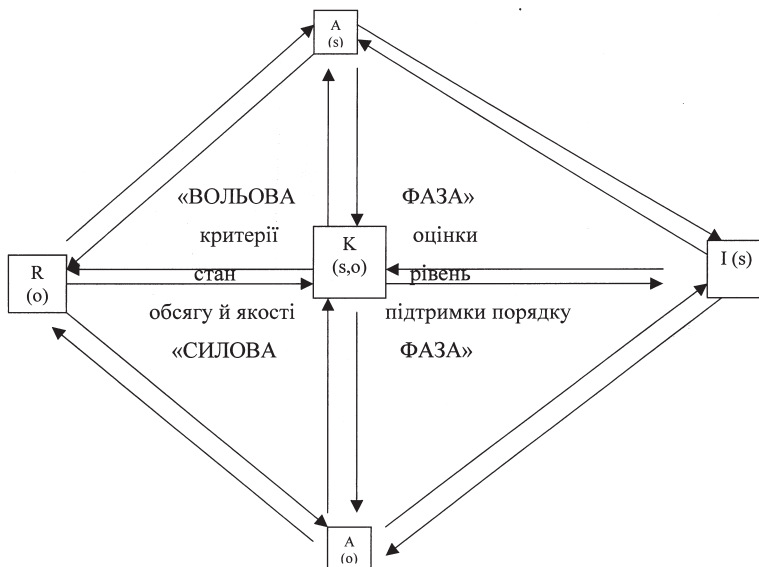 A
(s)
«ВОЛЬОВА ФАЗА»
критерії оцінки
K
(s,o)
R
(o)
I (s)
стан рівень
обсягу й якості підтримки порядку
«СИЛОВА ФАЗА»
A
(o)